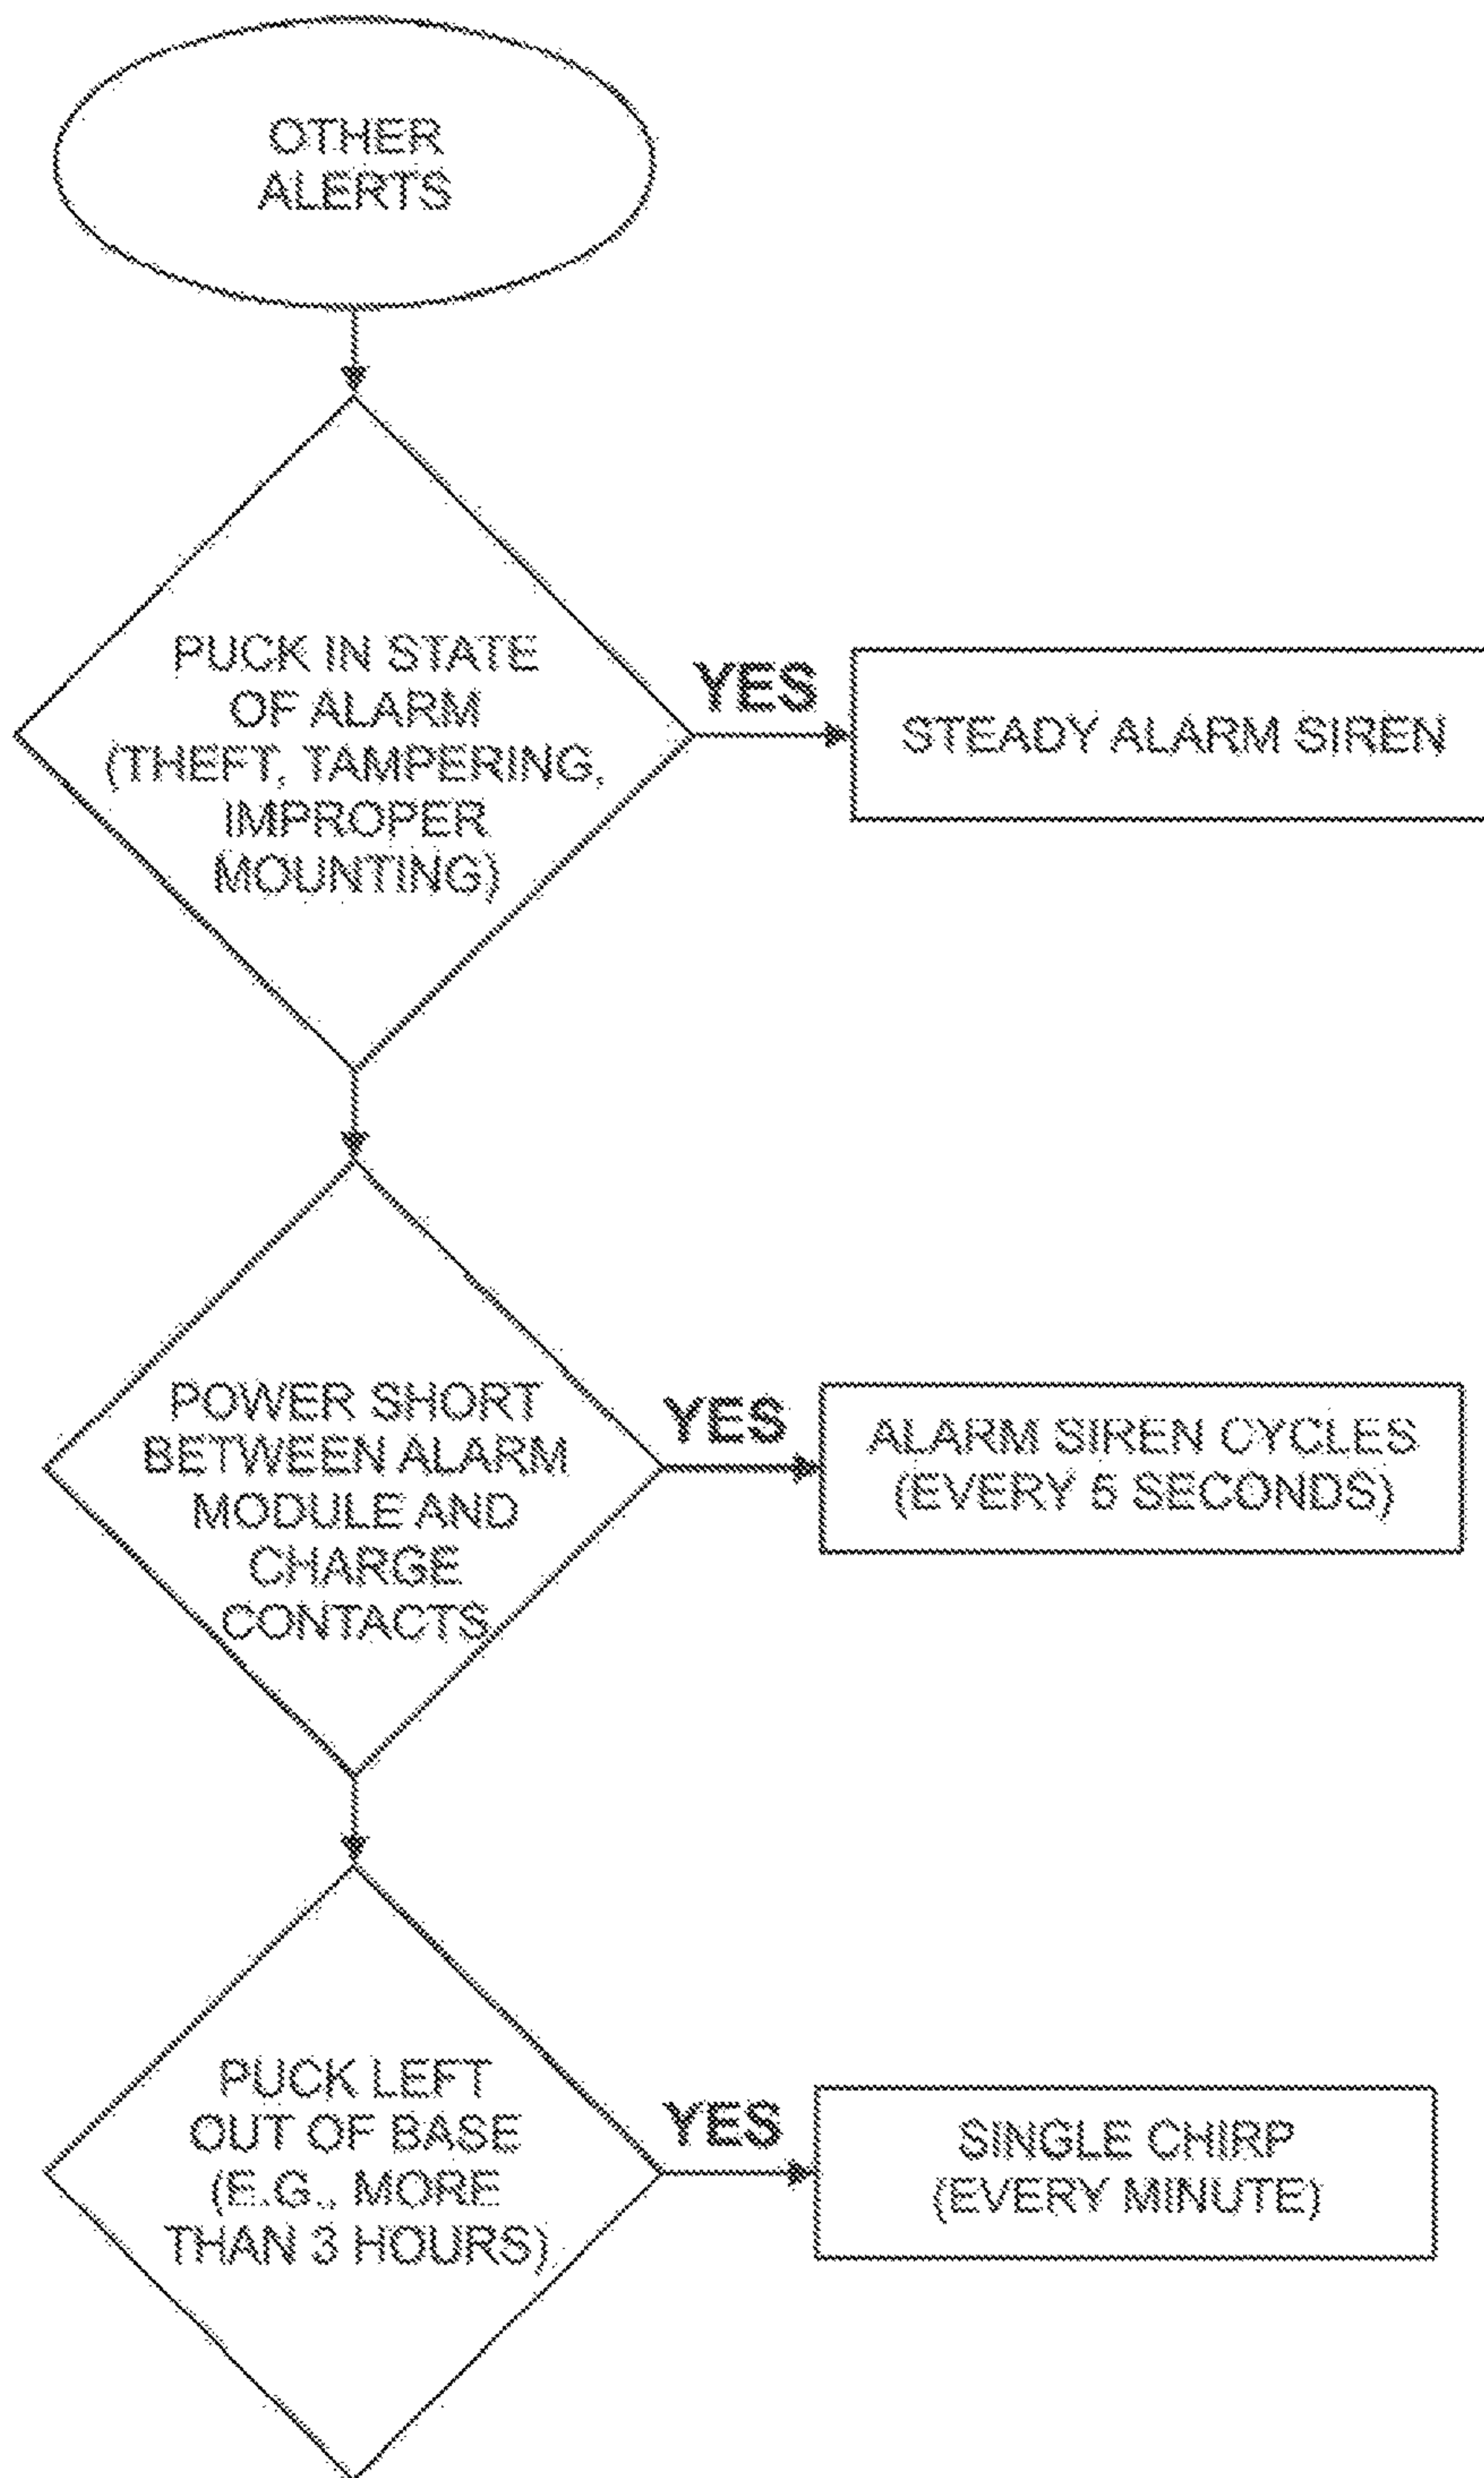 OTHER
ALERTS
PUCK IN STATE
OF ALARM
(THEFT, TAMPERING,
IMPROPER
MOUNTING)
YES
STEADY ALARM SIREN
POWER SHORT
BETWEEN ALARM
MODULE AND
CHARGE
CONTACTS
YES
ALARM SIREN CYCLES
(EVERY 5 SECONDS)
PUCK LEFT
OUT OF BASE
(E.G., MORE
THAN 3 HOURS)
YES
SINGLE CHIRP
(EVERY MINUTE)